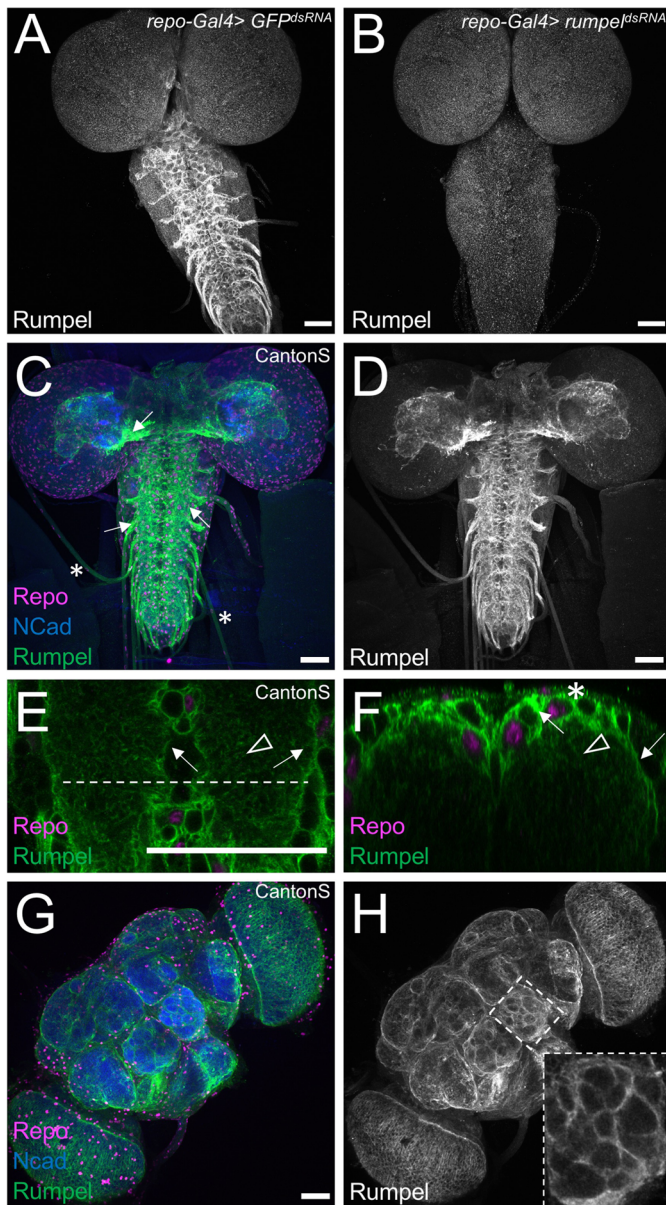 A
repo-Gal4> GFPdsRNA
Rumpel
B
repo-Gal4> rumpeldsRNA
Rumpel
C
CantonS
*
*
Repo
NCad
Rumpel
D
E
CantonS
Repo
Rumpel
F
*
Repo
Rumpel
G
CantonS
Repo
Ncad
Rumpel
H
Rumpel